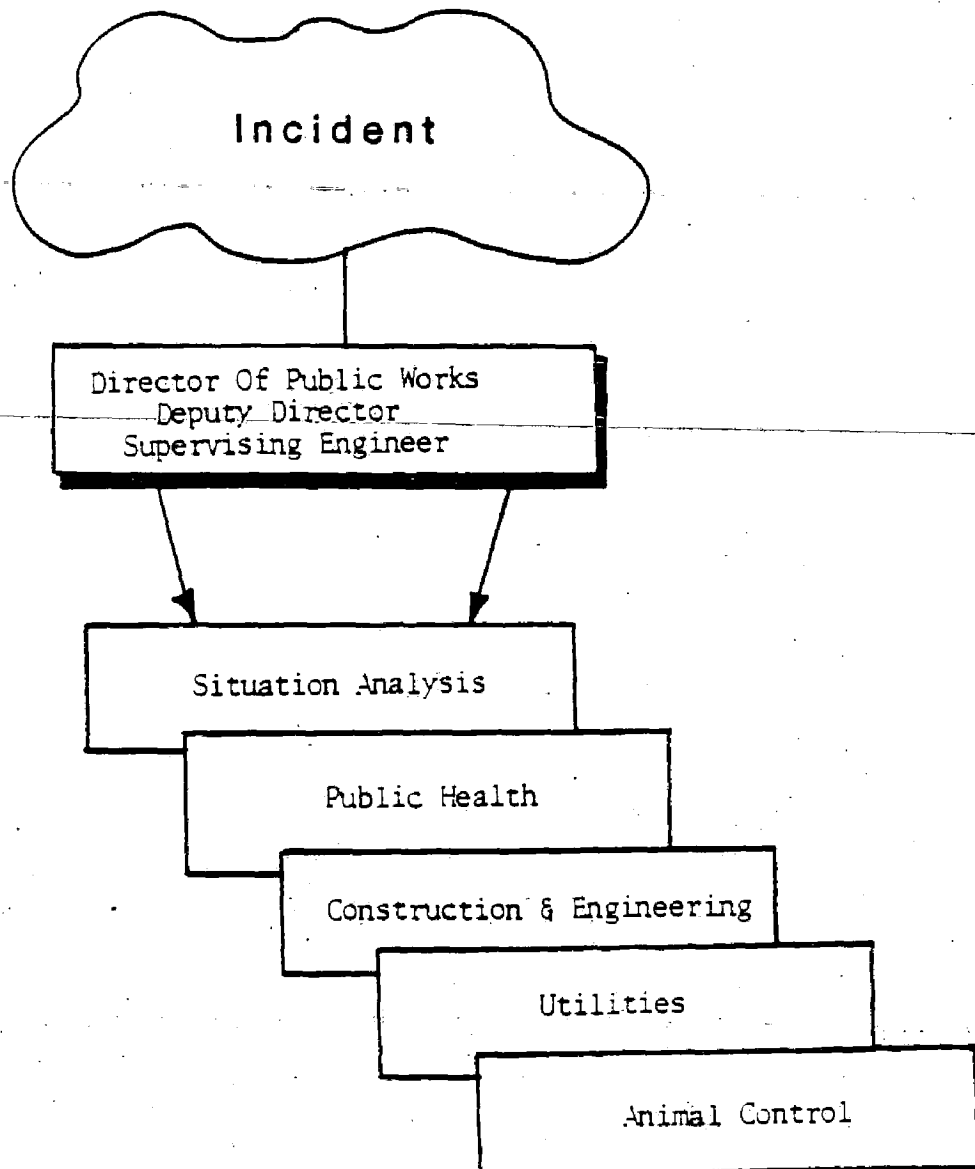 Incident
Director Of Public Works
Deputy Director
Supervising Engineer
Situation Analysis
Public Health
Construction & Engineering
Utilities
Animal Control